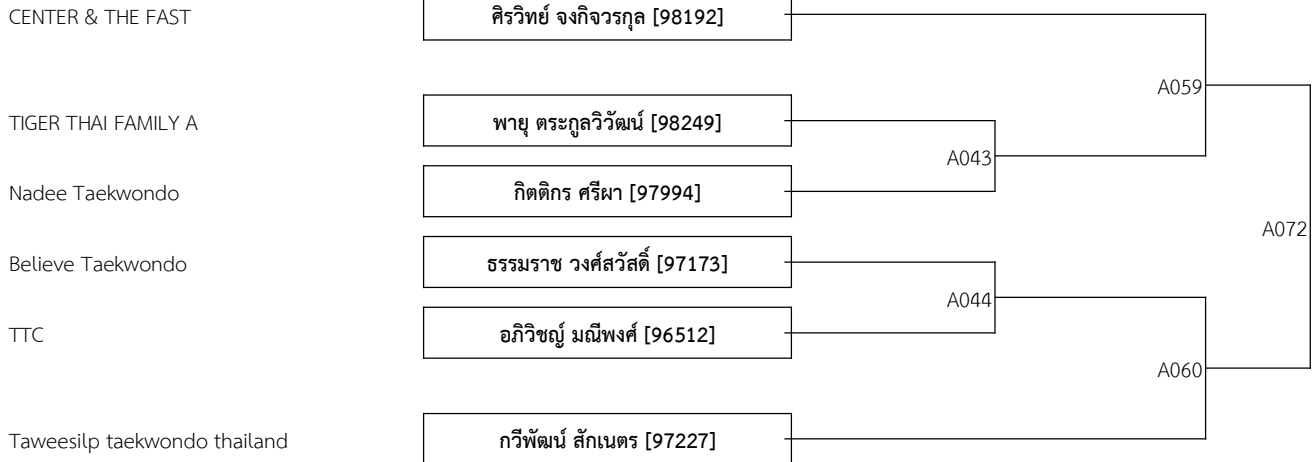 CENTER & THE FAST
ศิรวิทย์ จงกิจวรกุล [98192]
A059
TIGER THAI FAMILY A
พายุ ตระกูลวิวัฒน์ [98249]
A043
Nadee Taekwondo
กิตติกร ศรีผา [97994]
A072
Believe Taekwondo
ธรรมราช วงศ์สวัสดิ์ [97173]
A044
TTC
อภิวิชญ์ มณีพงศ์ [96512]
A060
Taweesilp taekwondo thailand
กวีพัฒน์ สักเนตร [97227]